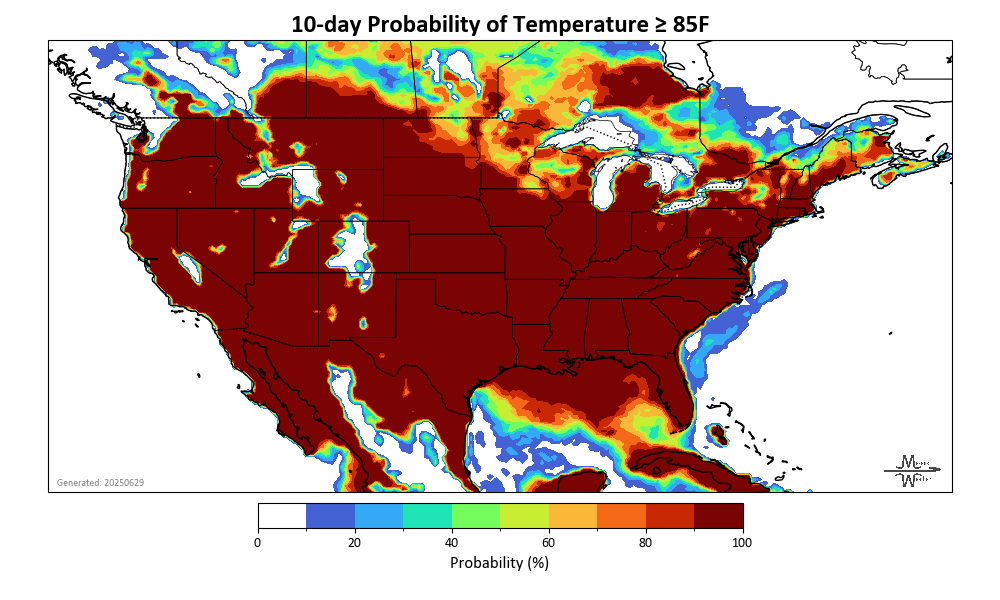 10-day Probability of Temperature ≥ 85F
Generated: 20250629
0 20 40 60 80 100
Probability (%)